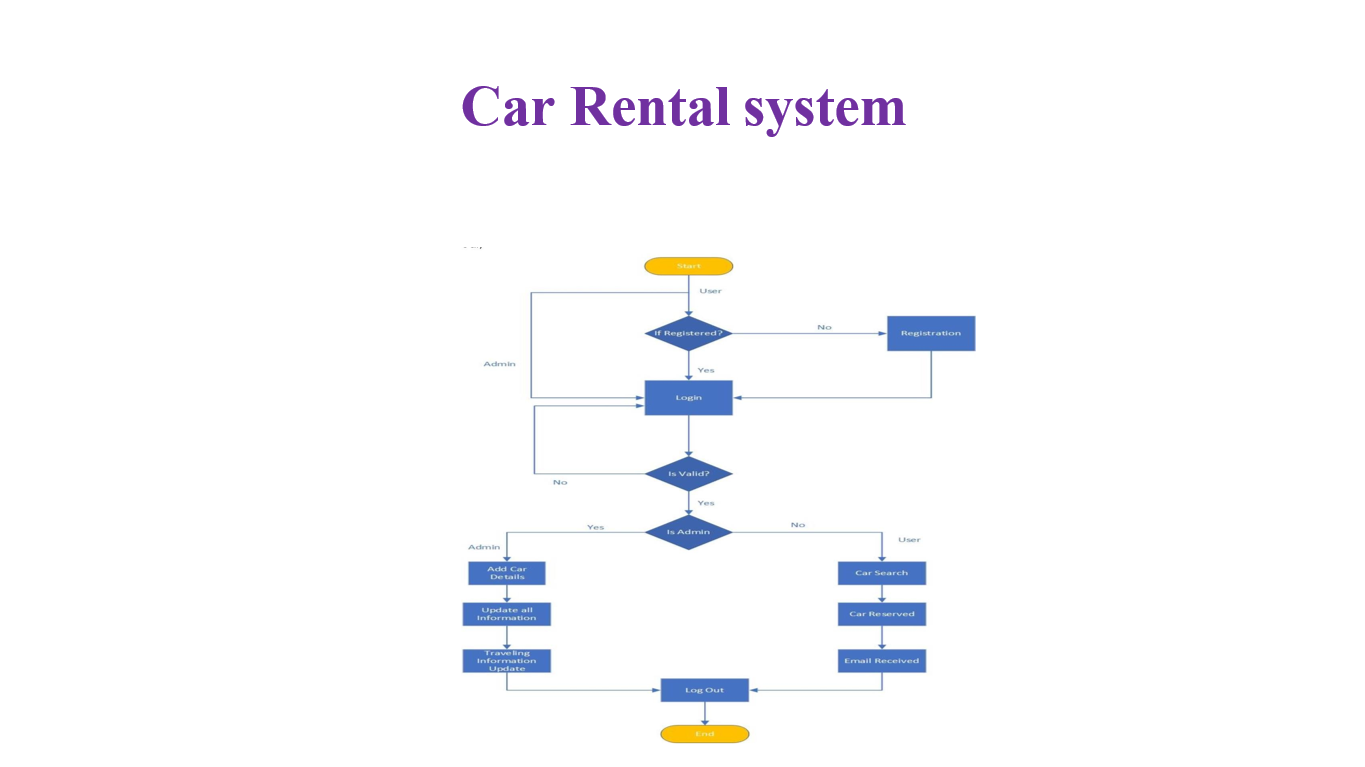 Car Rental system
Start
User
If Registered?
No
Registration
Admin
Yes
Login
Is Valid?
No
Yes
Is Admin
Yes
No
Admin
User
Add Car
Details
Car Search
Update all
Information
Car Reserved
Traveling
Information
Update
Email Received
Log Out
End